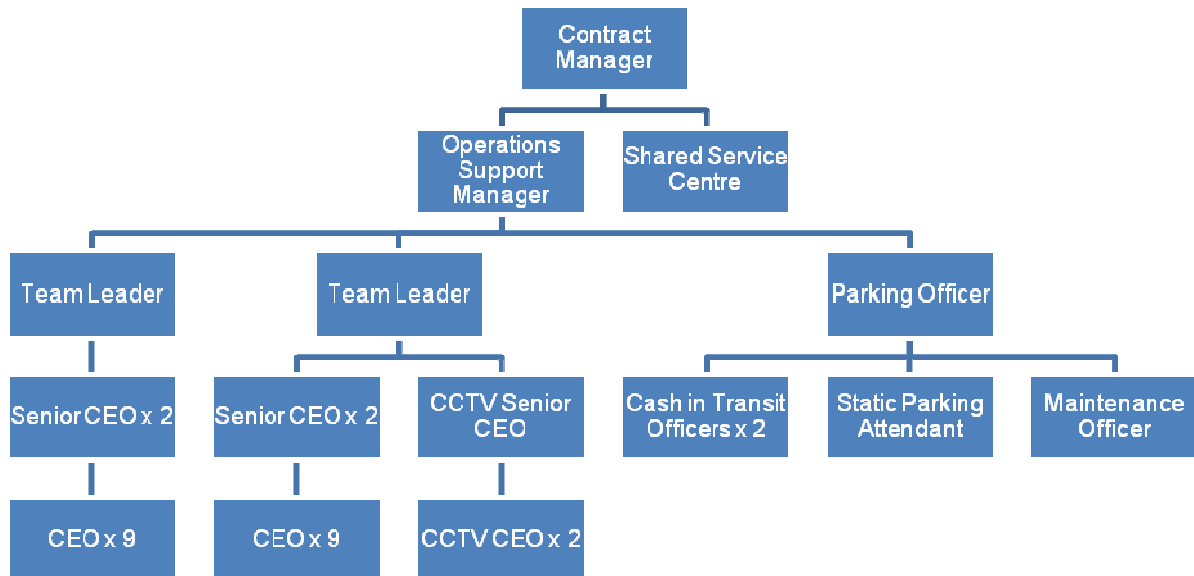 Contract
Manager
Operations
Support
Manager
Shared Service
Centre
Team Leader
Team Leader
Parking Officer
Senior CEO x 2
Senior CEO x 2
CCTV Senior
CEO
Cash in Transit
Officers x 2
Static Parking
Attendant
Maintenance
Officer
CEO x 9
CEO x 9
CCTV CEO x 2